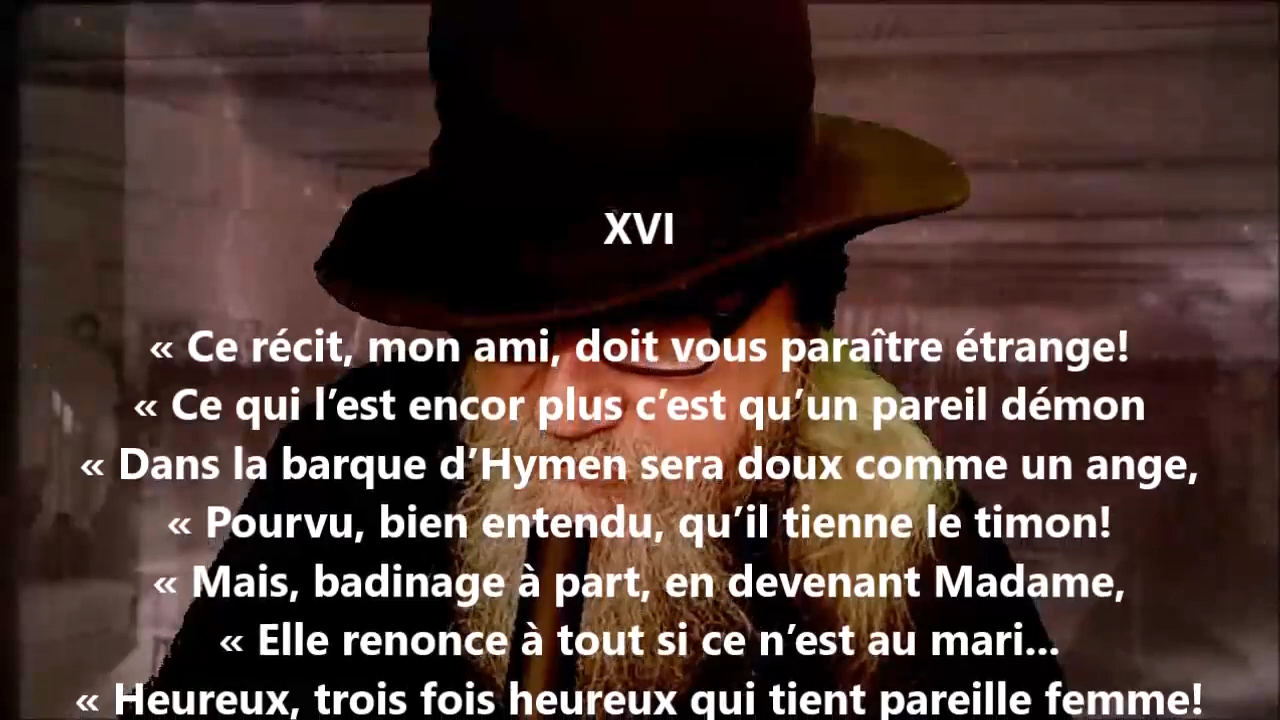 XVI
« Ce récit, mon ami, doit vous paraître étrange!
« Ce qui l’est encor plus c’est qu’un pareil démon
« Dans la barque d’Hymen sera doux comme un ange,
« Pourvu, bien entendu, qu’il tienne le timon!
« Mais, badinage à part, en devenant Madame,
« Elle renonce à tout si ce n’est au mari...
« Heureux, trois fois heureux qui tient pareille femme!